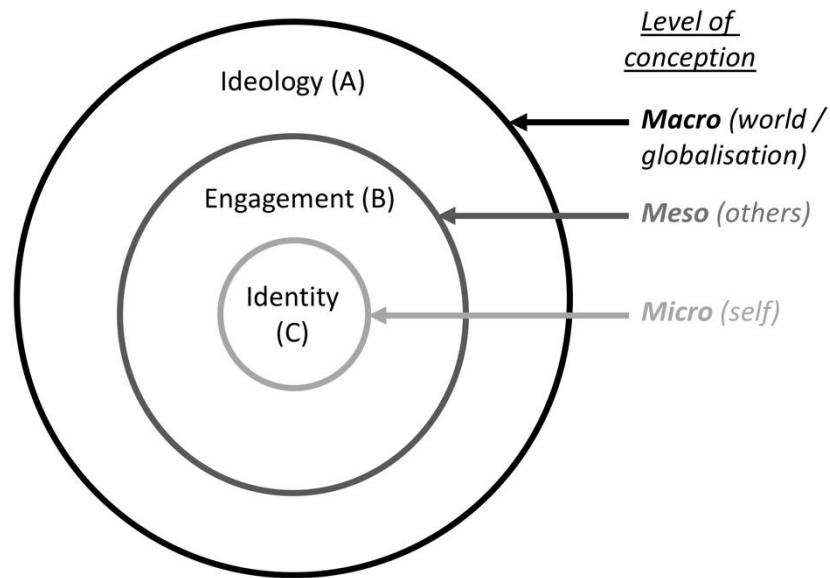 Level of
conception
Ideology (A)
Macro (world /
globalisation)
Engagement (B)
Meso (others)
Identity
(C)
Micro (self)